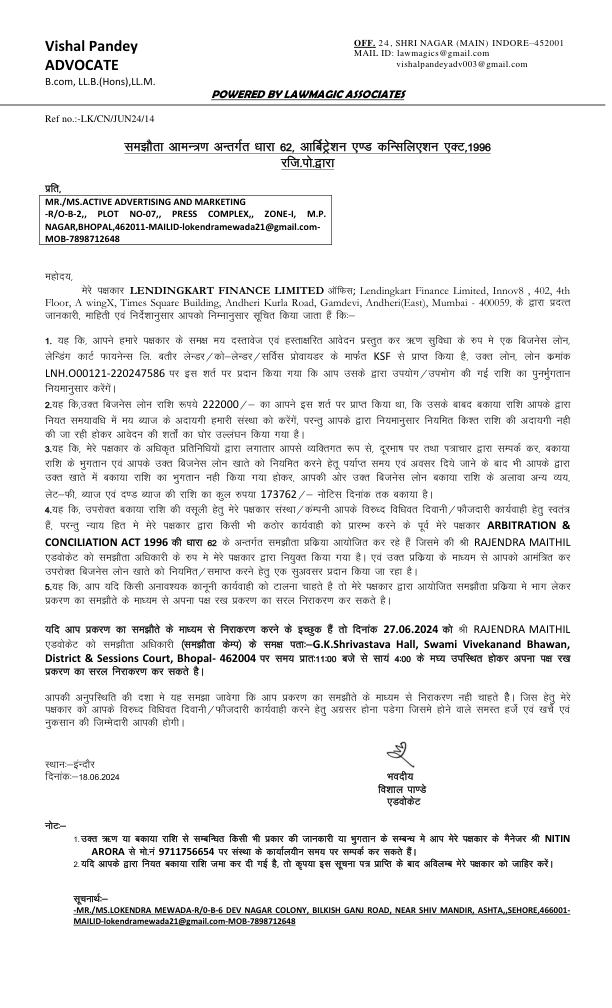 Vishal Pandey
ADVOCATE
B.com, LL.B.(Hons),LL.M.
OFF. 24, SHRI NAGAR (MAIN) INDORE–452001
MAIL ID: lawmagics@gmail.com
vishalpandeyadv003@gmail.com
POWERED BY LAWMAGIC ASSOCIATES
Ref no.:-LK/CN/JUN24/14
समझौता आमन्त्रण अन्तर्गत धारा 62, आर्बिट्रेशन एण्ड कन्सिलिएशन एक्ट,1996
रजि.पो.द्वारा
प्रति,
MR./MS.ACTIVE ADVERTISING AND MARKETING
-R/O-B-2,, PLOT NO-07,, PRESS COMPLEX,, ZONE-I, M.P.
NAGAR,BHOPAL,462011-MAILID-lokendramewada21@gmail.com-
MOB-7898712648
महोदय,
मेरे पक्षकार LENDINGKART FINANCE LIMITED ऑफिस; Lendingkart Finance Limited, Innov8 , 402, 4th
Floor, A wingX, Times Square Building, Andheri Kurla Road, Gamdevi, Andheri(East), Mumbai - 400059, के द्वारा प्रदत्त
जानकारी, माहिती एवं निर्देशानुसार आपको निम्नानुसार सूचित किया जाता हैं कि:–
1. यह कि, आपने हमारे पक्षकार के समक्ष मय दस्तावेज एवं हस्ताक्षरित आवेदन प्रस्तुत कर ऋण सुविधा के रुप मे एक बिजनेस लोन,
लेन्डिंग कार्ट फायनेन्स लि. बतौर लेन्डर/को–लेन्डर/सर्विस प्रोवायडर के मार्फत KSF से प्राप्त किया है, उक्त लोन, लोन क्रमांक
LNH.O00121-220247586 पर इस शर्त पर प्रदान किया गया कि आप उसके द्वारा उपयोग/उपभोग की गई राशि का पुनर्मुगतान
नियमानुसार करेंगें।
2.यह कि,उक्त बिजनेस लोन राशि रूपये 222000/– का आपने इस शर्त पर प्राप्त किया था, कि उसके बाबद बकाया राशि आपके द्वारा
नियत समयावधि में मय ब्याज के अदायगी हमारी संस्था को करेंगें, परन्तु आपके द्वारा नियमानुसार नियमित किश्त राशि की अदायगी नही
की जा रही होकर आवेदन की शर्तों का घोर उल्लंघन किया गया है।
3.यह कि, मेरे पक्षकार के अधिकृत प्रतिनिधियों द्वारा लगातार आपसे व्यक्तिगत रूप से, दूरभाष पर तथा पत्राचार द्वारा सम्पर्क कर, बकाया
राशि के भुगतान एवं आपके उक्त बिजनेस लोन खाते को नियमित करने हेतू पर्याप्त समय एवं अवसर दिये जाने के बाद भी आपके द्वारा
उक्त खाते में बकाया राशि का भुगतान नही किया गया होकर, आपकी ओर उक्त बिजनेस लोन बकाया राशि के अलावा अन्य व्यय,
लेट–फी, ब्याज एवं दण्ड ब्याज की राशि का कुल रुपया 173762/– नोटिस दिनांक तक बकाया है।
4.यह कि, उपरोक्त बकाया राशि की वसूली हेतु मेरे पक्षकार संस्था/कंम्पनी आपके विरुध्द विधिवत दिवानी/फौजदारी कार्यवाही हेतु स्वतंत्र
हैं, परन्तु न्याय हित मे मेरे पक्षकार द्वारा किसी भी कठोर कार्यवाही को प्रारम्भ करने के पूर्व मेरे पक्षकार ARBITRATION &
CONCILIATION ACT 1996 की धारा 62 के अन्तर्गत समझौता प्रक्रिया आयोजित कर रहे हैं जिसमे की श्री RAJENDRA MAITHIL
एडवोकेट को समझौता अधिकारी के रुप मे मेरे पक्षकार द्वारा नियुक्त किया गया है। एवं उक्त प्रक्रिया के माध्यम से आपको आमंत्रित कर
उपरोक्त बिजनेस लोन खाते को नियमित/समाप्त करने हेतु एक सुअवसर प्रदान किया जा रहा है।
5.यह कि, आप यदि किसी अनावश्यक कानूनी कार्यवाही को टालना चाहते है तो मेरे पक्षकार द्वारा आयोजित समझौता प्रक्रिया मे भाग लेकर
प्रकरण का समझौते के माध्यम से अपना पक्ष रख प्रकरण का सरल निराकरण कर सकते है।
यदि आप प्रकरण का समझौते के माध्यम से निराकरण करने के इच्छुक हैं तो दिनांक 27.06.2024 को श्री RAJENDRA MAITHIL
एडवोकेट को समझौता अधिकारी (समझौता केम्प) के समक्ष पता:–G.K.Shrivastava Hall, Swami Vivekanand Bhawan,
District & Sessions Court, Bhopal- 462004 पर समय प्रात:11:00 बजे से सायं 4:00 के मघ्य उपस्थित होकर अपना पक्ष रख
प्रकरण का सरल निराकरण कर सकते है।
आपकी अनुपस्थिति की दशा मे यह समझा जावेगा कि आप प्रकरण का समझौते के माध्यम से निराकरण नही चाहते हैै। जिस हेतु मेरे
पक्षकार को आपके विरुध्द विधिवत दिवानी/फौजदारी कार्यवाही करने हेतु अग्रसर होना पडेगा जिसमे होने वाले समस्त हर्जे एवं खर्चे एवं
नुकसान की जिम्मेदारी आपकी होगी।
स्थानः–इंन्दौर
दिनांकः–18.06.2024
भवदीय
विशाल पाण्डे
एडवोकेट
नोटः–
1.उक्त ऋण या बकाया राशि से सम्बन्धित किसी भी प्रकार की जानकारी या भुगतान के सम्बन्ध मे आप मेरे पक्षकार के मैनेजर श्री NITIN
ARORA से मो.नं 9711756654 पर संस्था के कार्यालयीन समय पर सम्पर्क कर सकते हैं।
2.यदि आपके द्वारा नियत बकाया राशि जमा कर दी गई है, तो कृपया इस सूचना पत्र प्राप्ति के बाद अविलम्ब मेरे पक्षकार को जाहिर करें।
सूचनार्थः–
-MR./MS.LOKENDRA MEWADA-R/0-B-6 DEV NAGAR COLONY, BILKISH GANJ ROAD, NEAR SHIV MANDIR, ASHTA,,SEHORE,466001-
MAILID-lokendramewada21@gmail.com-MOB-7898712648